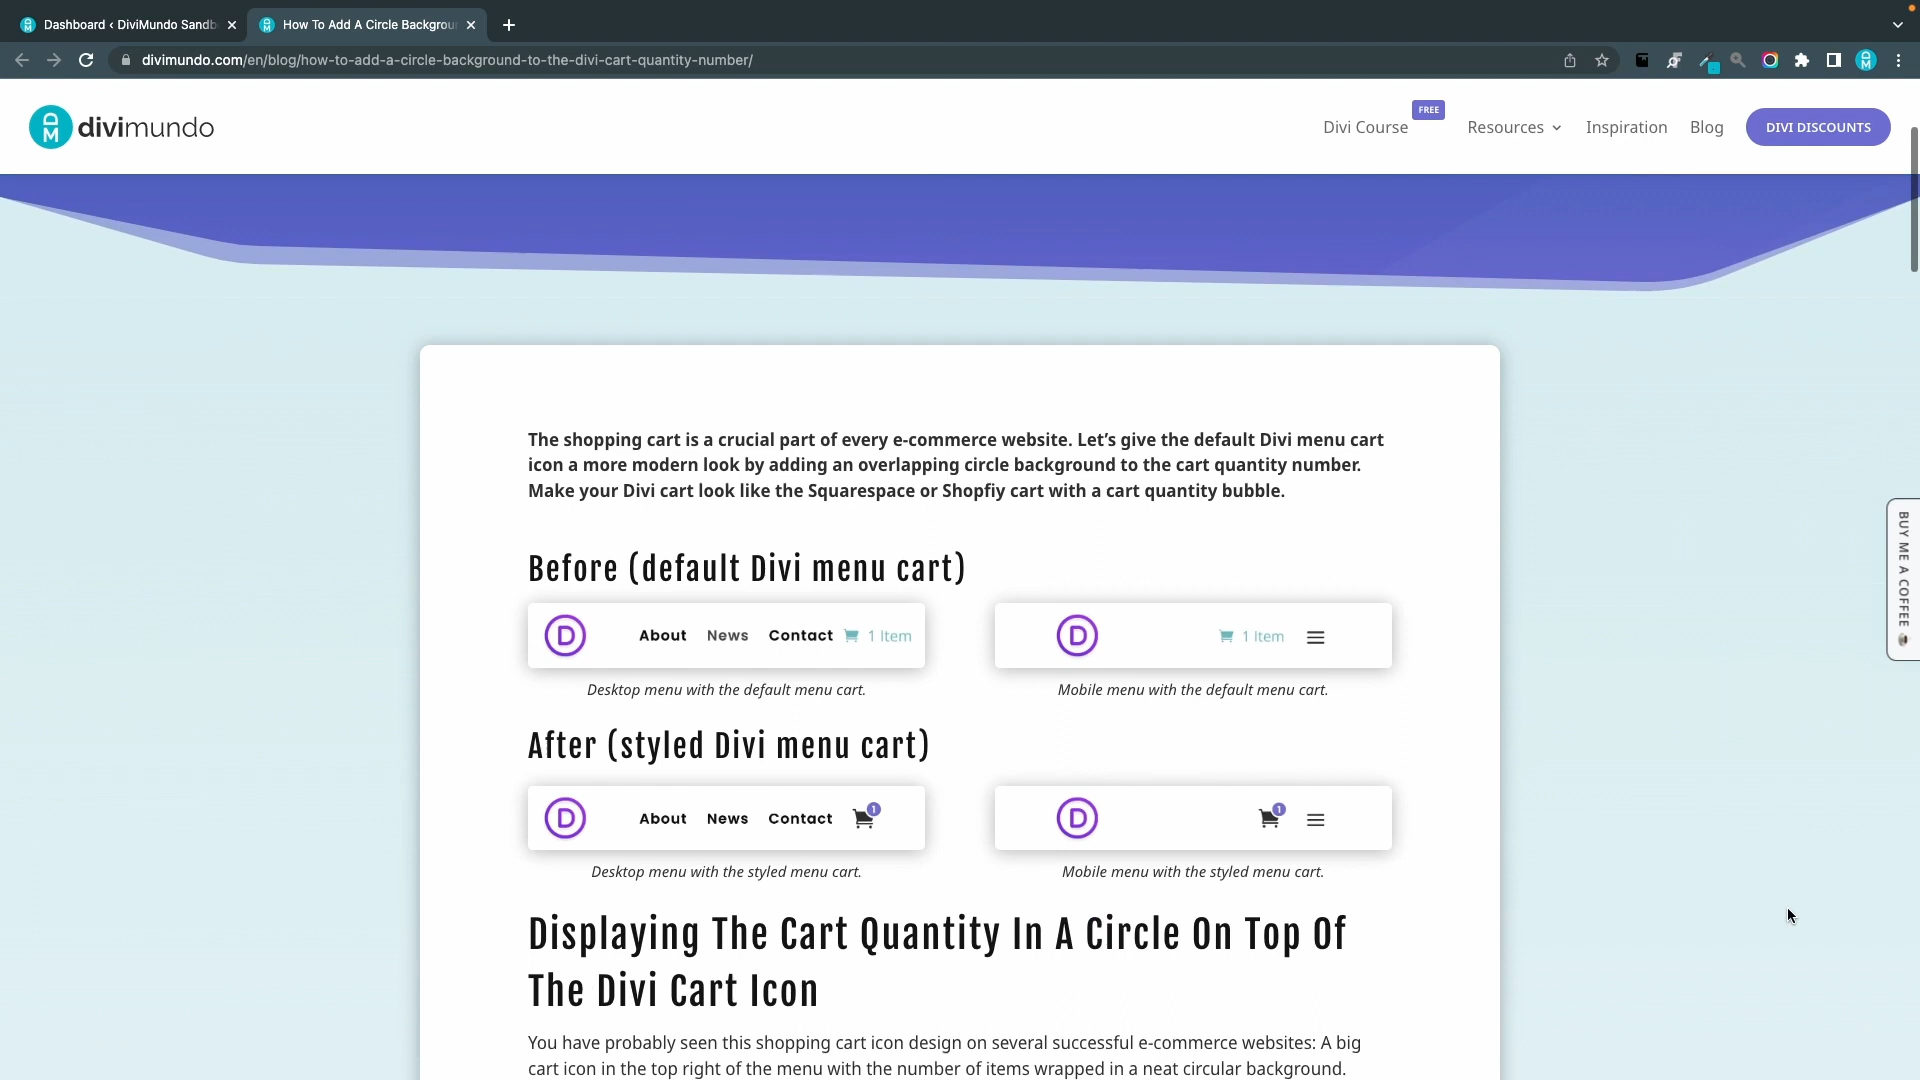 Dashboard ‹ DiviMundo Sandb
How To Add A Circle Backgrou
divimundo.com/en/blog/how-to-add-a-circle-background-to-the-divi-cart-quantity-number/
divimundo
Divi Course
FREE
Resources
Inspiration
Blog
DIVI DISCOUNTS
The shopping cart is a crucial part of every e-commerce website. Let’s give the default Divi menu cart
icon a more modern look by adding an overlapping circle background to the cart quantity number.
Make your Divi cart look like the Squarespace or Shopfiy cart with a cart quantity bubble.
BUY ME A COFFEE
Before (default Divi menu cart)
D About News Contact 1 Item
D 1 Item
Desktop menu with the default menu cart.
Mobile menu with the default menu cart.
After (styled Divi menu cart)
D About News Contact 1
D 1
Desktop menu with the styled menu cart.
Mobile menu with the styled menu cart.
Displaying The Cart Quantity In A Circle On Top Of
The Divi Cart Icon
You have probably seen this shopping cart icon design on several successful e-commerce websites: A big
cart icon in the top right of the menu with the number of items wrapped in a neat circular background.